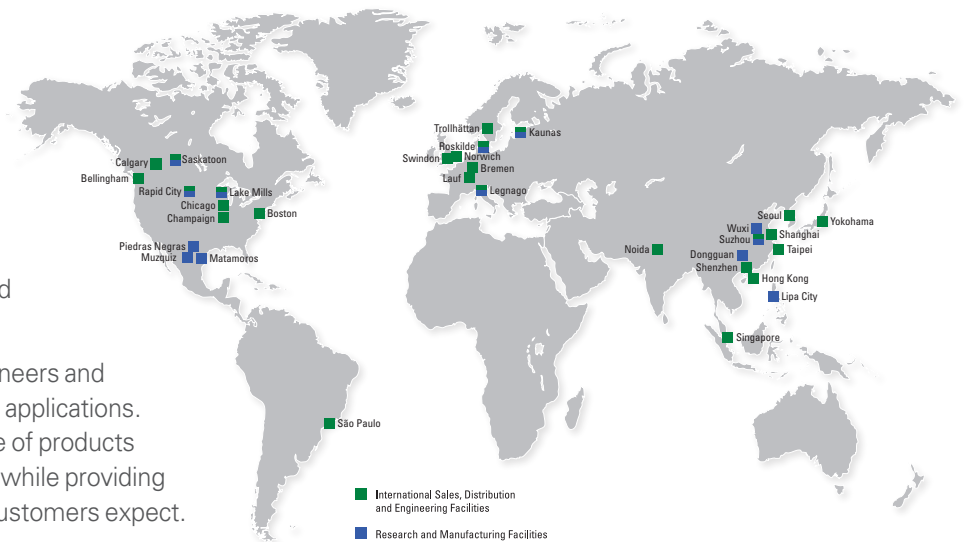 Trollhättan
Kaunas
Roskilde
Swindon
Norwich
Bremen
Lauf
Legnago
Calgary
Saskatoon
Bellingham
Rapid City
Lake Mills
Chicago
Champaign
Boston
Piedras Negras
Muzquiz
Matamoros
Seoul
Yokohama
Wuxi
Suzhou
Shanghai
Noida
Taipei
Dongguan
Shenzhen
Hong Kong
Lipa City
Singapore
São Paulo
d
neers and
applications.
e of products
while providing
ustomers expect.
International Sales, Distribution
and Engineering Facilities
Research and Manufacturing Facilities